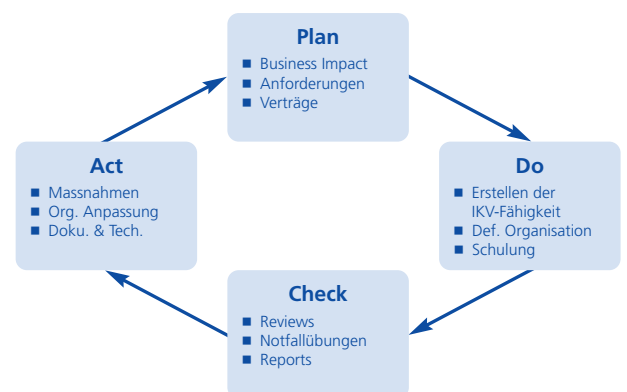 Plan
■ Business Impact
■ Anforderungen
■ Verträge
Act
■ Massnahmen
■ Org. Anpassung
■ Doku. & Tech.
Do
■ Erstellen der
IKV-Fähigkeit
■ Def. Organisation
■ Schulung
Check
■ Reviews
■ Notfallübungen
■ Reports